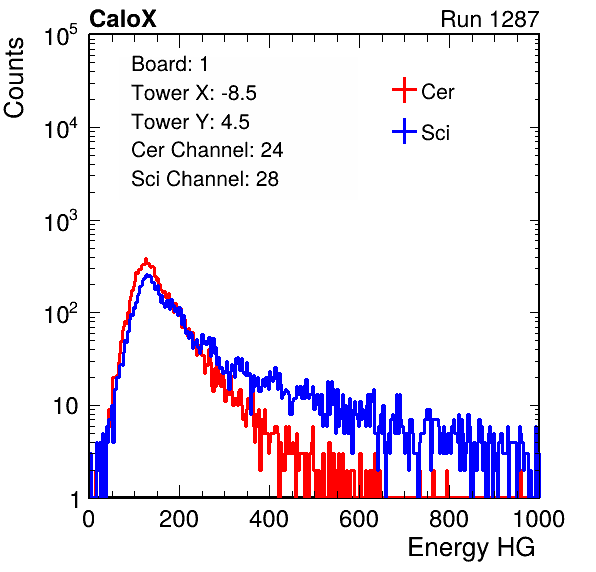 CaloX Run 1287
Counts
Board: 1
Tower X: -8.5
Tower Y: 4.5
Cer Channel: 24
Sci Channel: 28
Cer
Sci
10^5
10^4
10^3
10^2
10
1
0 200 400 600 800 1000
Energy HG